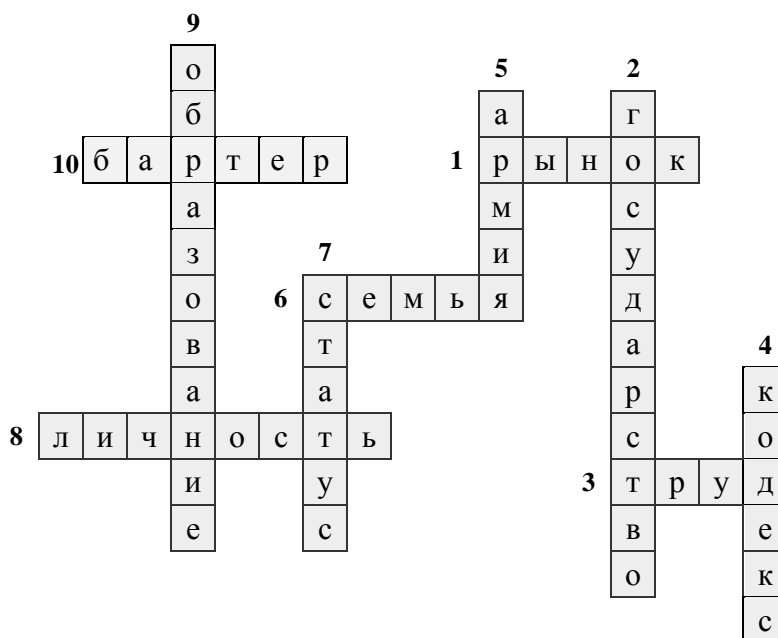 9
о 5 2
б а г
10 б а р т е р 1 р ы н о к
а м с
з 7 и у
о 6 с е м ь я д
в т а 4
а а р к
8 л и ч н о с т ь с о
и у 3 т р у д
е с в е
о к
с